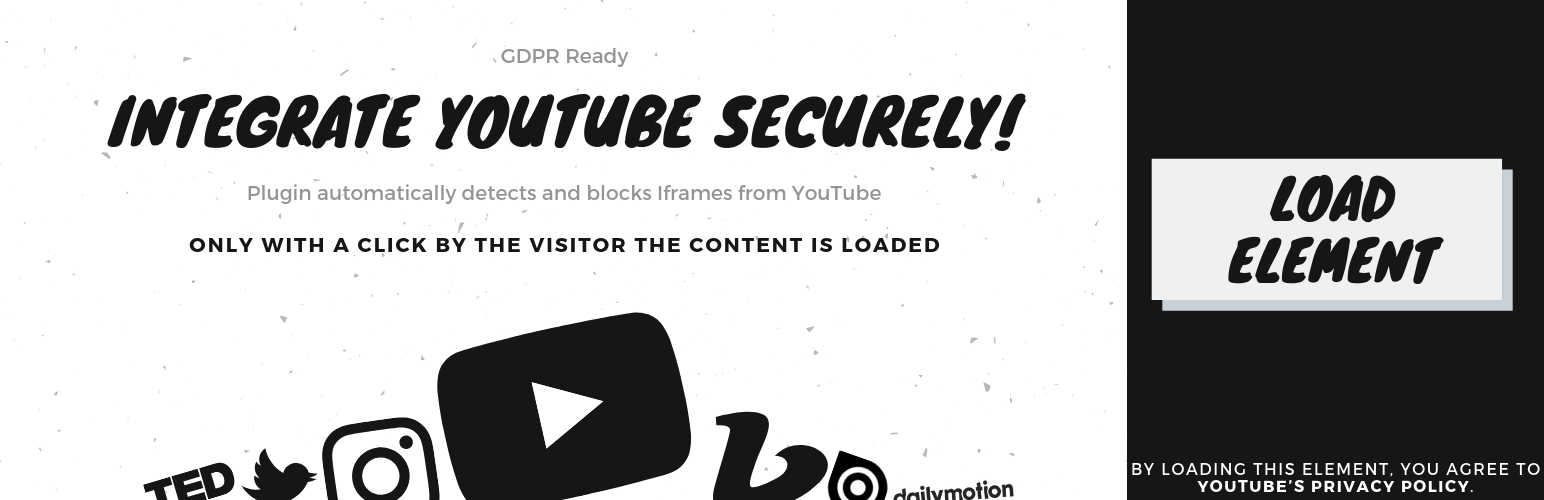 GDPR Ready
INTEGRATE YOUTUBE SECURELY!
Plugin automatically detects and blocks Iframes from YouTube
ONLY WITH A CLICK BY THE VISITOR THE CONTENT IS LOADED
TED
dailymotion
LOAD
ELEMENT
BY LOADING THIS ELEMENT, YOU AGREE TO
YOUTUBE’S PRIVACY POLICY.